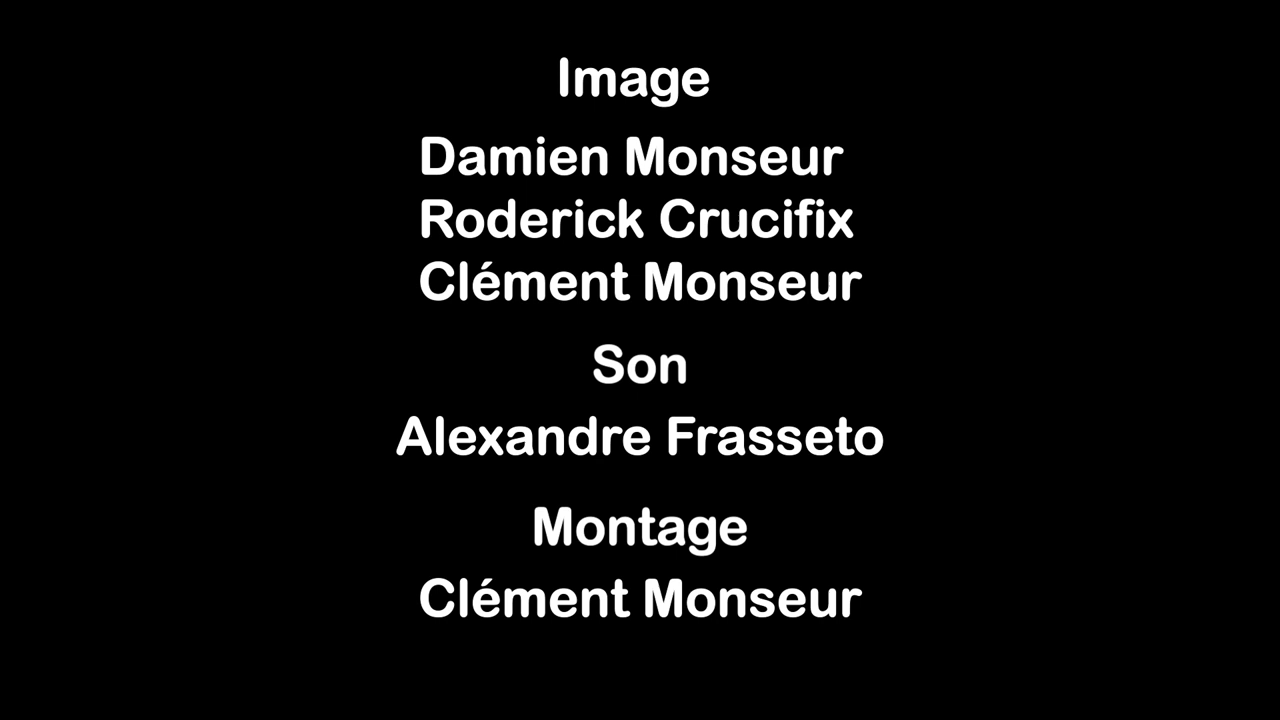 Image
Damien Monseur
Roderick Crucifix
Clément Monseur
Son
Alexandre Frasseto
Montage
Clément Monseur